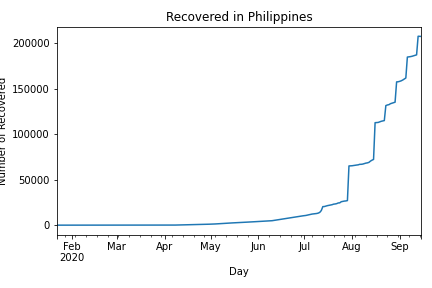 Recovered in Philippines
Number of Recovered
200000
150000
100000
50000
0
Feb Mar Apr May Jun Jul Aug Sep
2020
Day